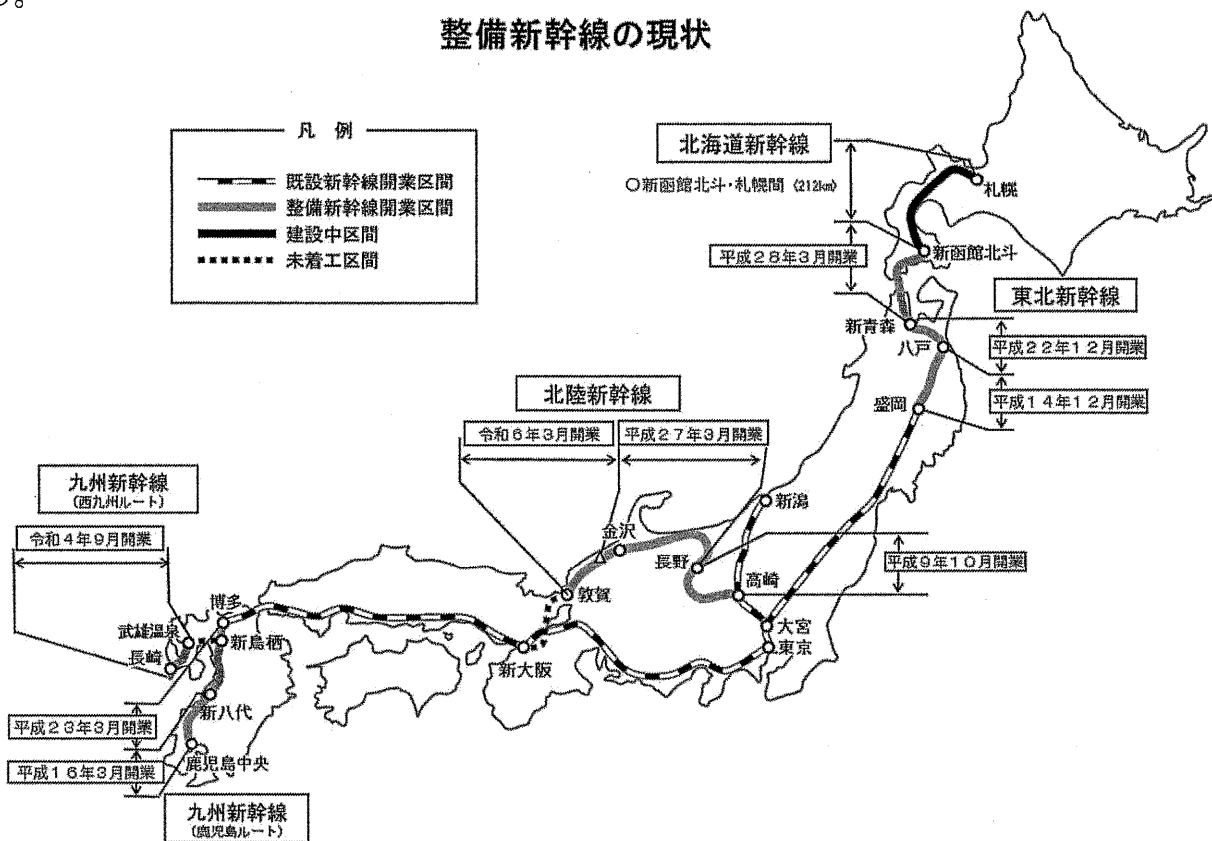 る。
整備新幹線の現状
凡 例
既設新幹線開業区間
整備新幹線開業区間
建設中区間
未着工区間
北海道新幹線
○新函館北斗・札幌間（212km）
札幌
新函館北斗
平成28年3月開業
東北新幹線
新青森
八戸
平成22年12月開業
平成14年12月開業
盛岡
北陸新幹線
令和6年3月開業
平成27年3月開業
新潟
金沢
長野
平成9年10月開業
高崎
敦賀
大宮
東京
新大阪
九州新幹線
（西九州ルート）
令和4年9月開業
博多
武雄温泉
新鳥栖
長崎
新八代
平成23年3月開業
鹿児島中央
平成16年3月開業
九州新幹線
（鹿児島ルート）